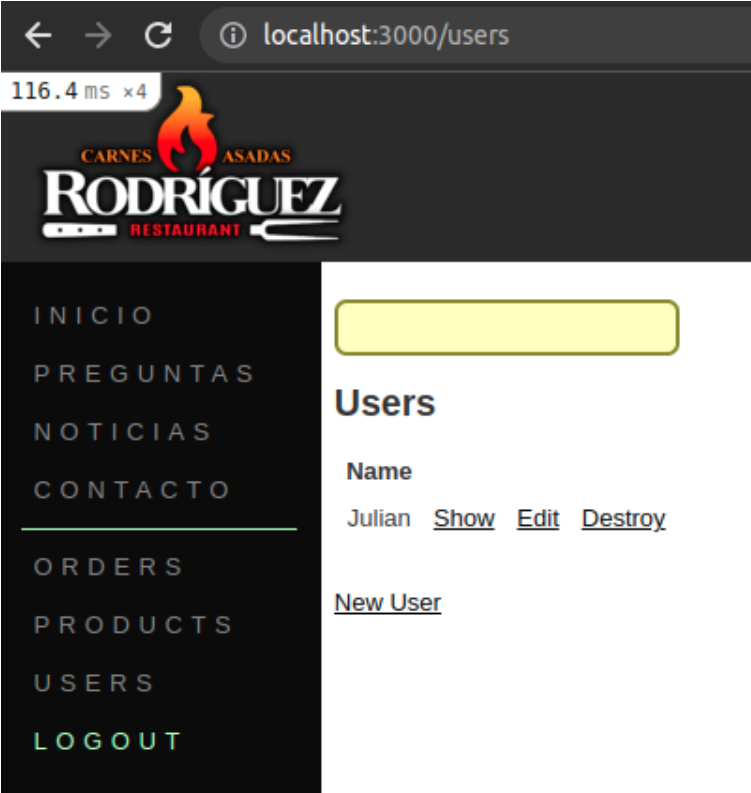 localhost:3000/users
116.4 ms ×4
CARNES ASADAS
RODRÍGUEZ
RESTAURANT
INICIO
PREGUNTAS
NOTICIAS
CONTACTO
ORDERS
PRODUCTS
USERS
LOGOUT
Users
Name
Julian Show Edit Destroy
New User